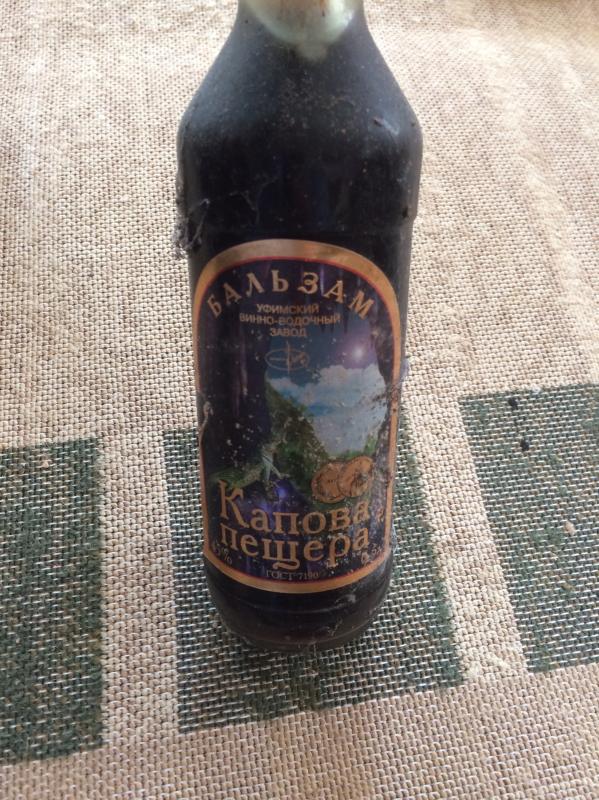 БАЛЬЗАМ
УФИМСКИЙ
ВИННО-ВОДОЧНЫЙ
ЗАВОД
Капова
пещера
ГОСТ 7190